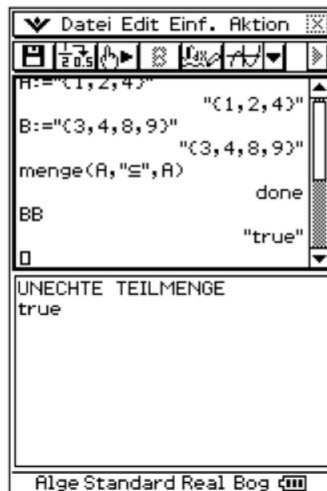 Datei Edit Einf. Aktion
A:="{1,2,4}"
"{1,2,4}"
B:="{3,4,8,9}"
"{3,4,8,9}"
menge(A,"⊆",A)
done
BB
"true"
UNECHTE TEILMENGE
true
Alge Standard Real Bog